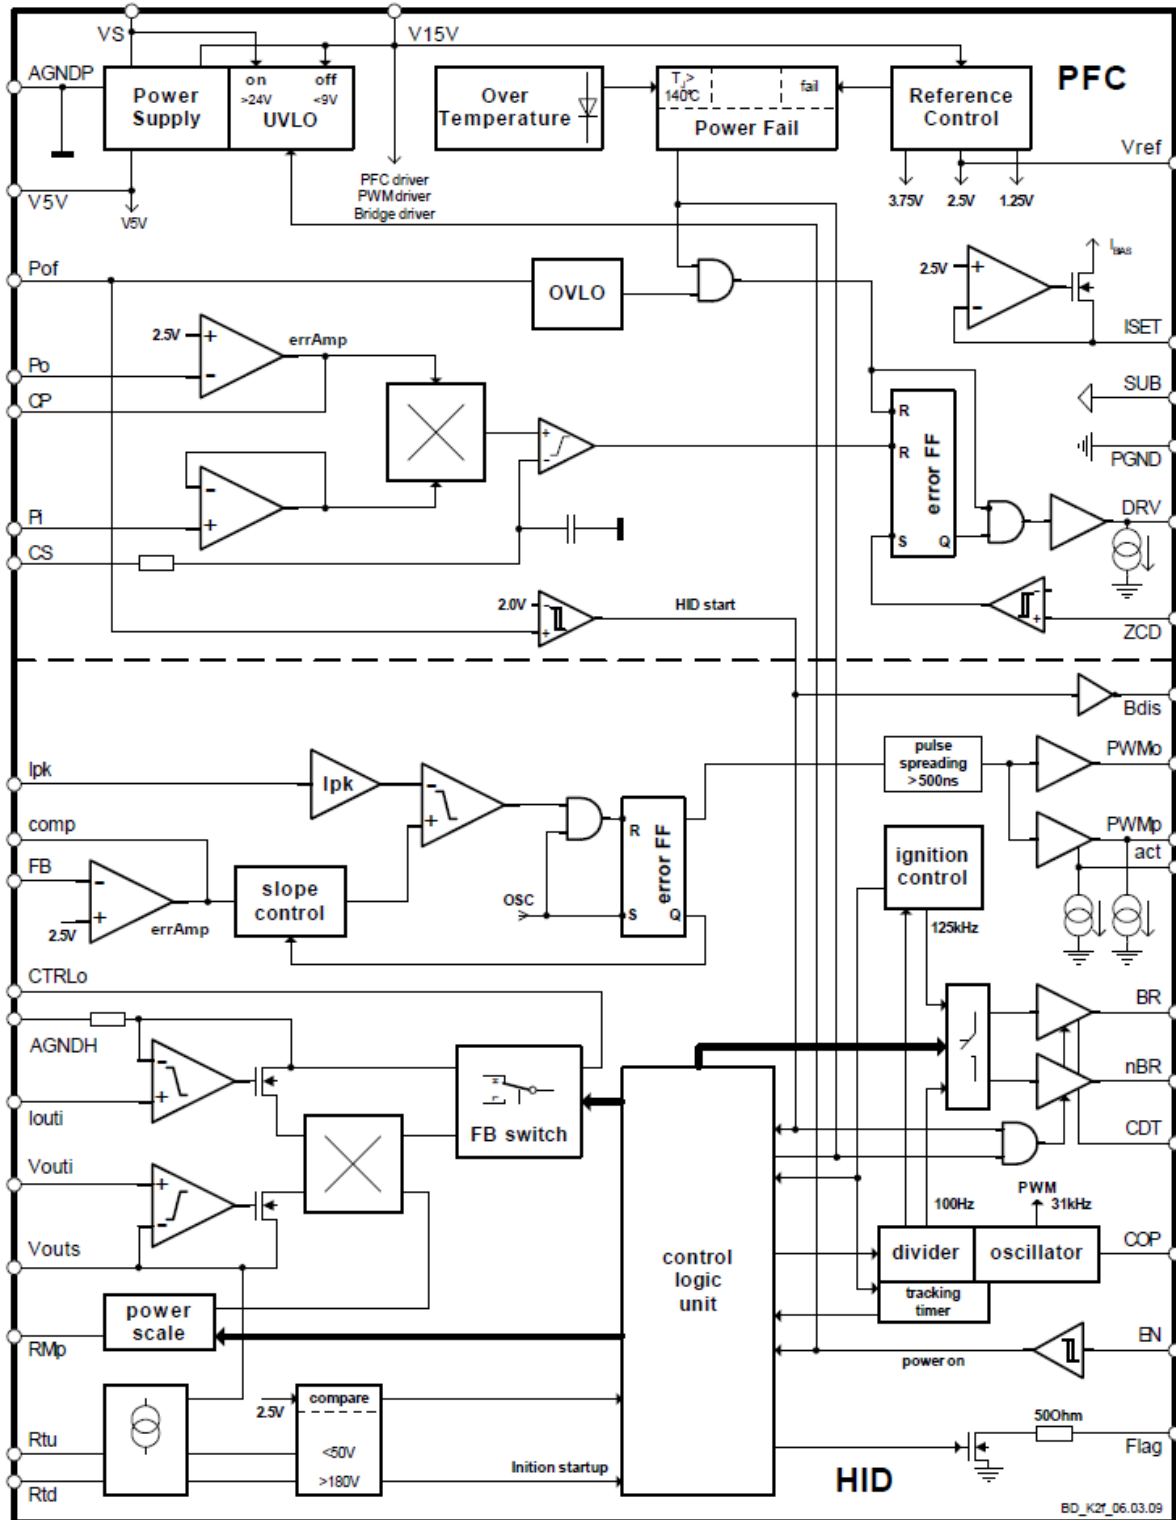 VS
V15V
AGNDP
Power
Supply
on
>24V
off
<9V
UVLO
Over
Temperature
TJ>
140°C
fail
Power Fail
Reference
Control
PFC
Vref
V5V
V5V
PFC driver
PWM driver
Bridge driver
3.75V
2.5V
1.25V
Pof
OVLO
2.5V
+
-
IBIAS
ISET
2.5V
+
-
errAmp
Po
CP
SUB
R
R
S
Q
error FF
+
-
PGND
-
+
Pi
CS
DRV
2.0V
-
+
HID start
-
+
ZCD
Bdis
Ipk
Ipk
-
+
pulse
spreading
>500ns
PWMo
comp
R
S
Q
error FF
PWMp
act
FB
-
+
2.5V
errAmp
slope
control
OSC
ignition
control
125kHz
CTRLo
AGNDH
-
+
Iouti
FB switch
BR
nBR
CDT
Vouti
+
-
Vouts
PWM
100Hz
31kHz
control
logic
unit
divider
oscillator
COP
tracking
timer
power
scale
RMp
EN
power on
2.5V
compare
<50V
>180V
Inition startup
Rtu
Rtd
50Ohm
Flag
HID
BD_K2f_06.03.09